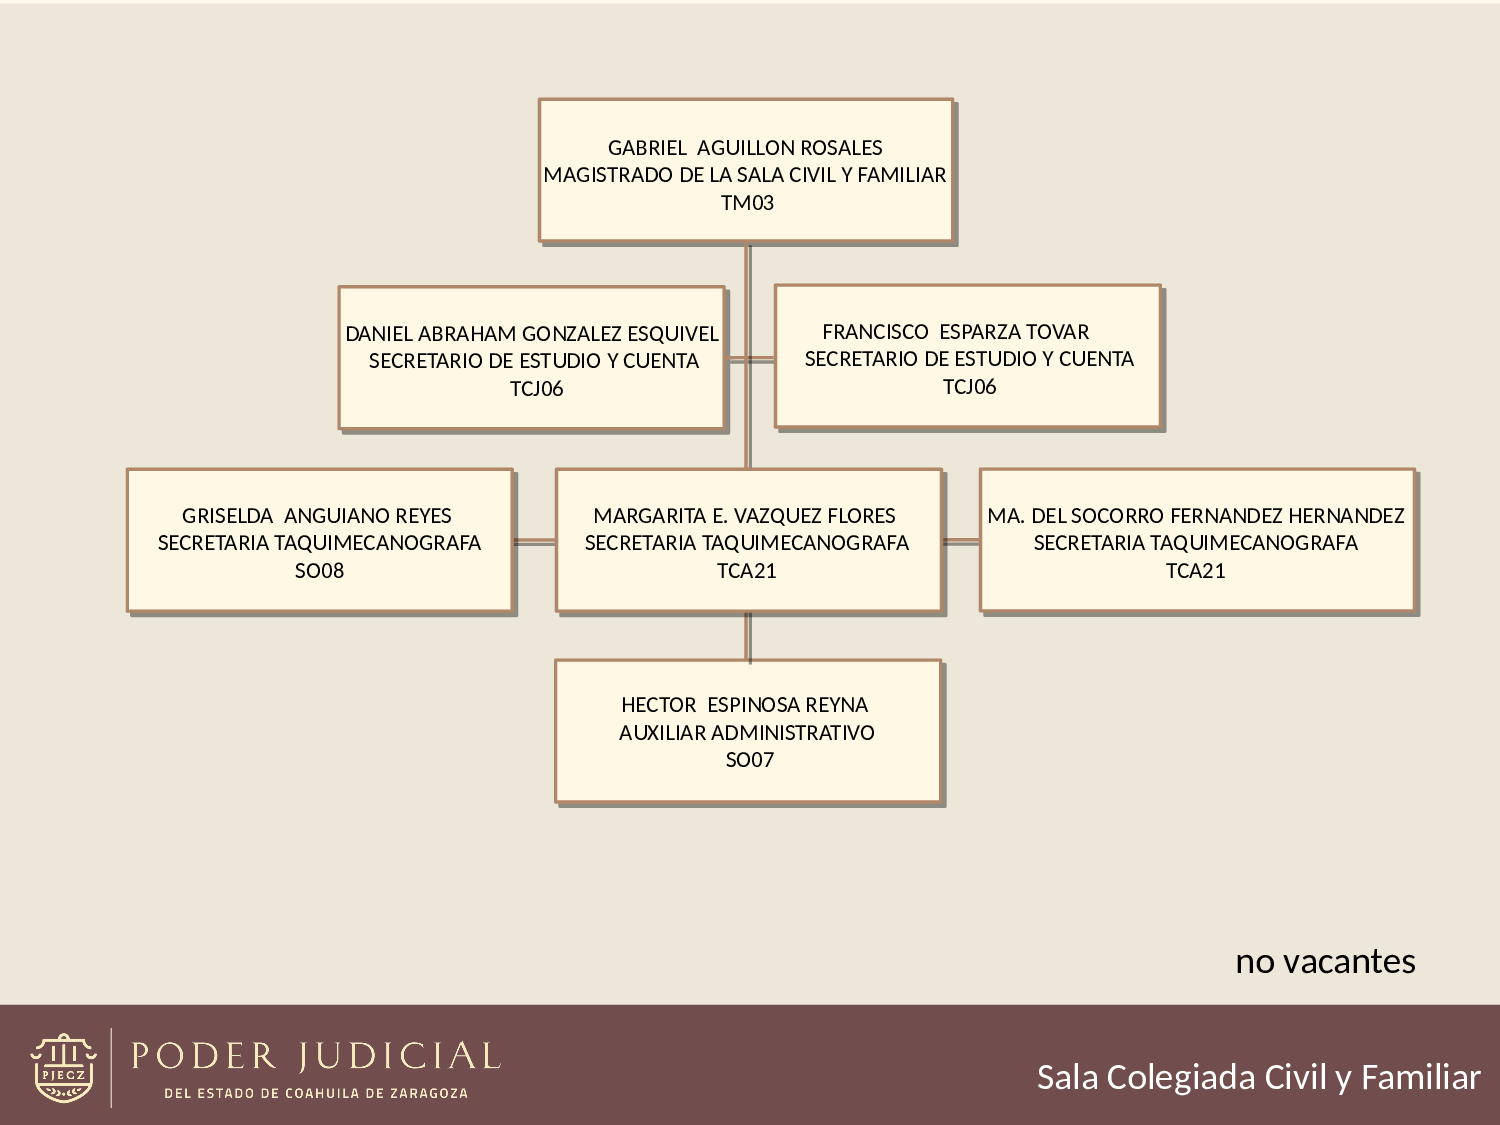 GABRIEL  AGUILLON ROSALES
MAGISTRADO DE LA SALA CIVIL Y FAMILIAR
TM03
DANIEL ABRAHAM GONZALEZ ESQUIVEL
SECRETARIO DE ESTUDIO Y CUENTA
TCJ06
FRANCISCO  ESPARZA TOVAR
SECRETARIO DE ESTUDIO Y CUENTA
TCJ06
GRISELDA  ANGUIANO REYES
SECRETARIA TAQUIMECANOGRAFA
SO08
MARGARITA E. VAZQUEZ FLORES
SECRETARIA TAQUIMECANOGRAFA
TCA21
MA. DEL SOCORRO FERNANDEZ HERNANDEZ
SECRETARIA TAQUIMECANOGRAFA
TCA21
HECTOR  ESPINOSA REYNA
AUXILIAR ADMINISTRATIVO
SO07
no vacantes
PJECZ
PODER JUDICIAL
DEL ESTADO DE COAHUILA DE ZARAGOZA
Sala Colegiada Civil y Familiar